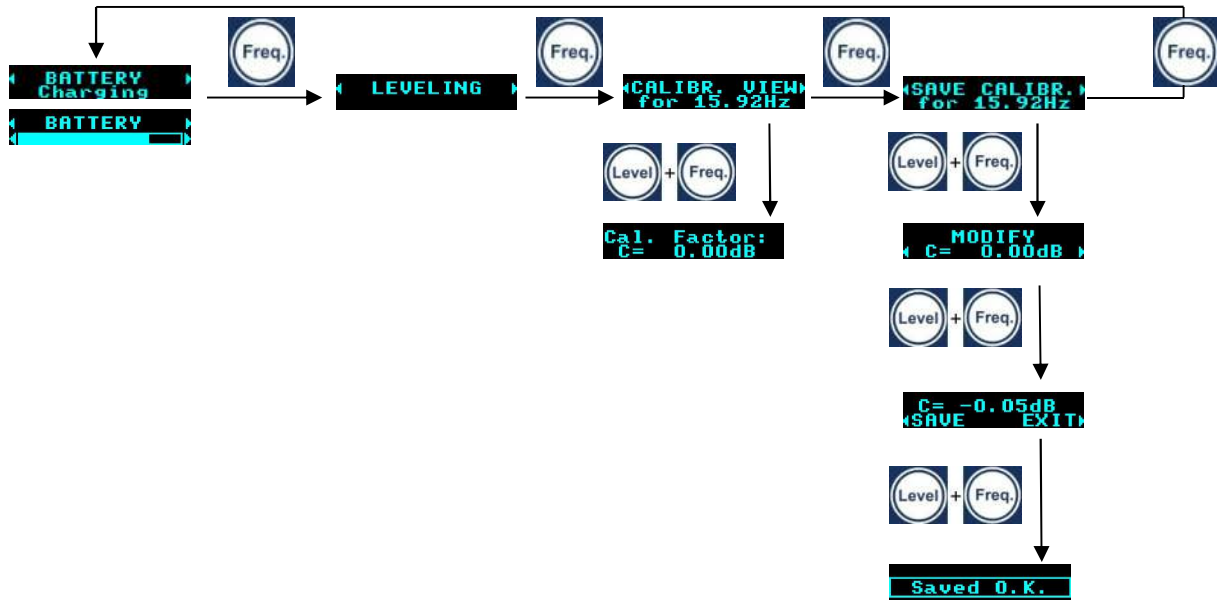 Freq.
Freq.
Freq.
Freq.
BATTERY
Charging
BATTERY
LEVELING
CALIBR. VIEW
for 15.92Hz
SAVE CALIBR.
for 15.92Hz
Level + Freq.
Level + Freq.
Cal. Factor:
C= 0.00dB
MODIFY
C= 0.00dB
Level + Freq.
C= -0.05dB
SAVE EXIT
Level + Freq.
Saved O.K.